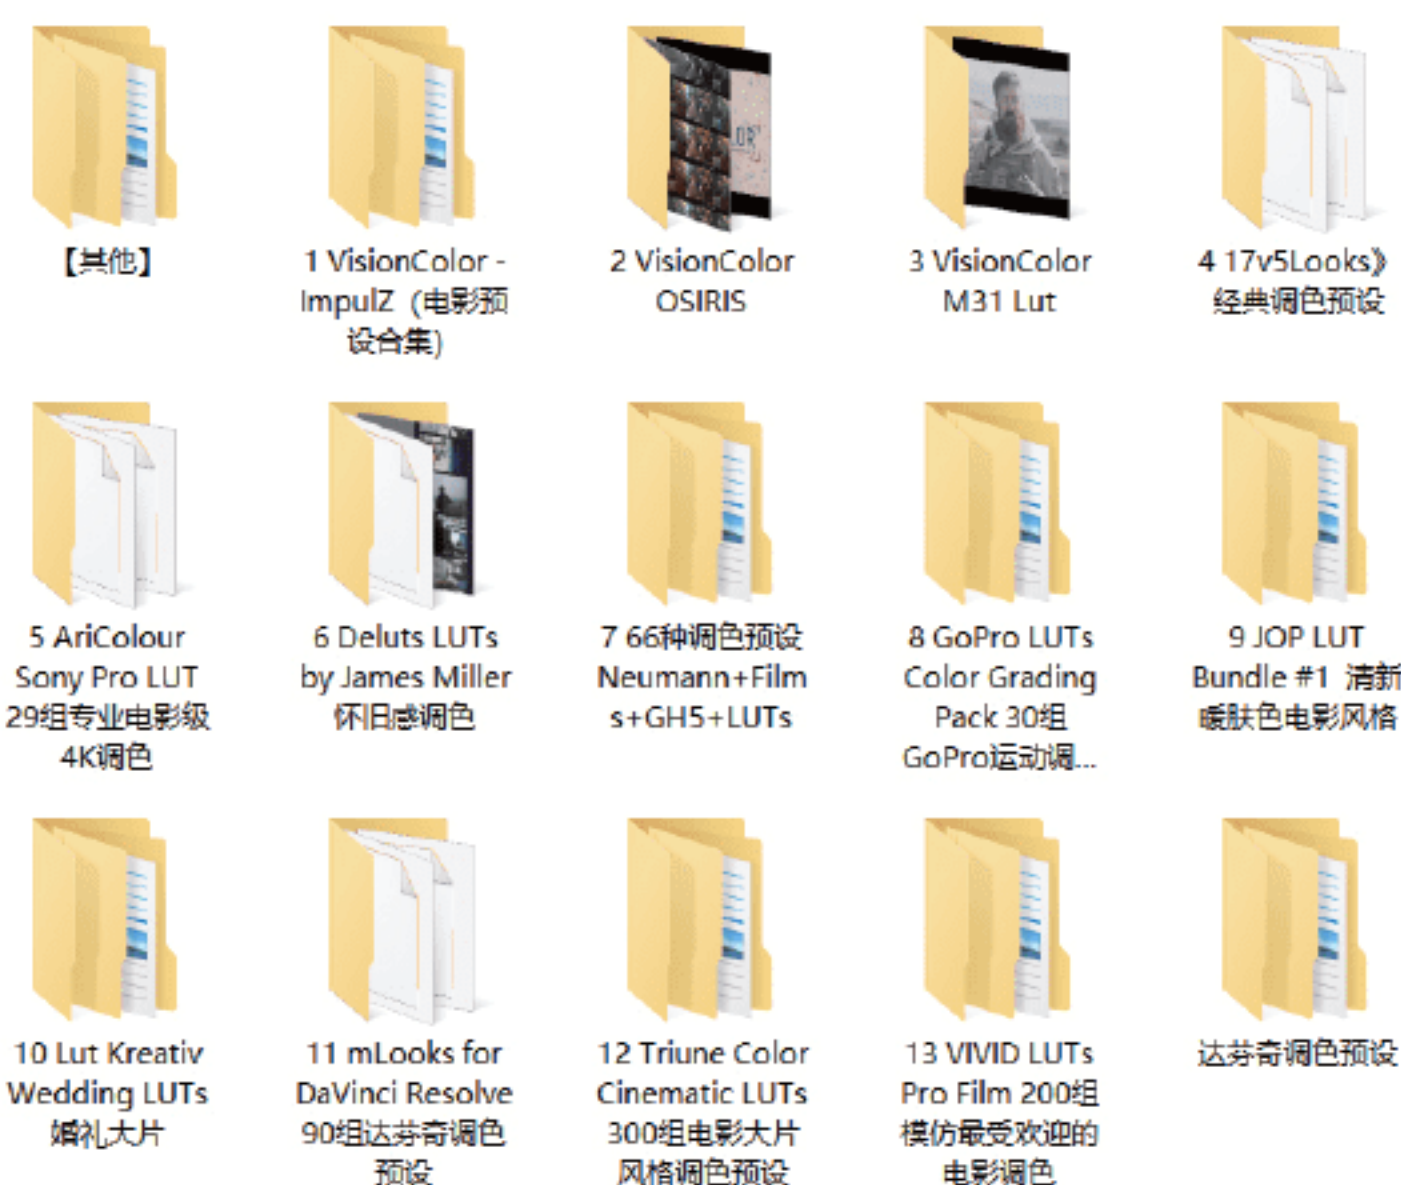 【其他】
1 VisionColor -
ImpulZ（电影预
设合集)
2 VisionColor
OSIRIS
3 VisionColor
M31 Lut
4 17v5Looks》
经典调色预设
5 AriColour
Sony Pro LUT
29组专业电影级
4K调色
6 Deluts LUTs
by James Miller
怀旧感调色
7 66种调色预设
Neumann+Film
s+GH5+LUTs
8 GoPro LUTs
Color Grading
Pack 30组
GoPro运动调...
9 JOP LUT
Bundle #1 清新
暖肤色电影风格
10 Lut Kreativ
Wedding LUTs
婚礼大片
11 mLooks for
DaVinci Resolve
90组达芬奇调色
预设
12 Triune Color
Cinematic LUTs
300组电影大片
风格调色预设
13 VIVID LUTs
Pro Film 200组
模仿最受欢迎的
电影调色
达芬奇调色预设